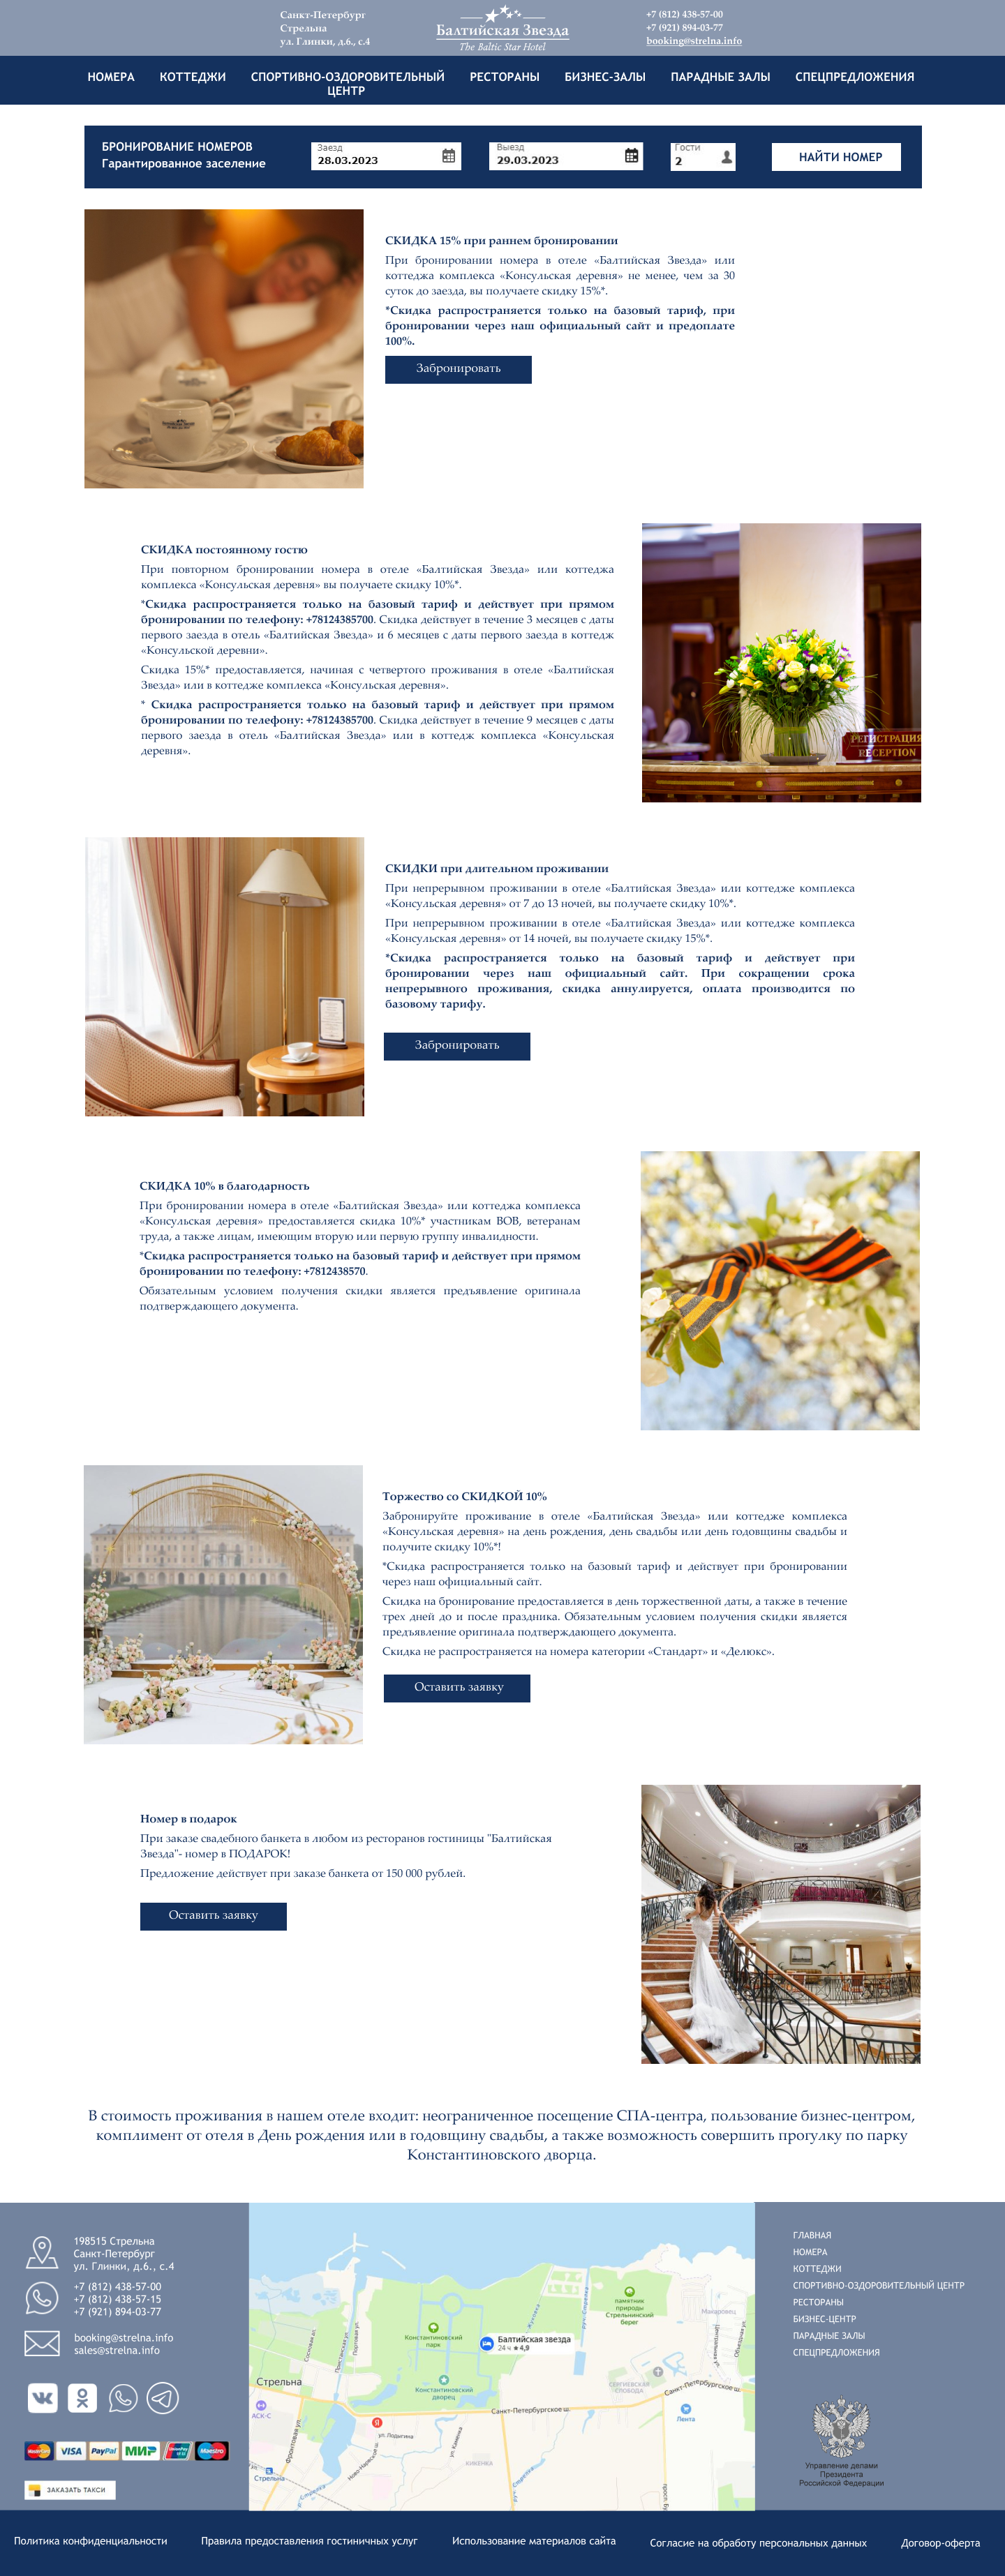 Санкт-Петербург
Стрельна
ул. Глинки, д.6., с.4
Балтийская Звезда
The Baltic Star Hotel
+7 (812) 438-57-00
+7 (921) 894-03-77
booking@strelna.info
НОМЕРА КОТТЕДЖИ СПОРТИВНО-ОЗДОРОВИТЕЛЬНЫЙ ЦЕНТР РЕСТОРАНЫ БИЗНЕС-ЗАЛЫ ПАРАДНЫЕ ЗАЛЫ СПЕЦПРЕДЛОЖЕНИЯ
БРОНИРОВАНИЕ НОМЕРОВ
Гарантированное заселение
Заезд
28.03.2023
Выезд
29.03.2023
Гости
2
НАЙТИ НОМЕР
СКИДКА 15% при раннем бронировании
При бронировании номера в отеле «Балтийская Звезда» или
коттеджа комплекса «Консульская деревня» не менее, чем за 30
суток до заезда, вы получаете скидку 15%*.
*Скидка распространяется только на базовый тариф, при
бронировании через наш официальный сайт и предоплате
100%.
Забронировать
СКИДКА постоянному гостю
При повторном бронировании номера в отеле «Балтийская Звезда» или коттеджа
комплекса «Консульская деревня» вы получаете скидку 10%*.
*Скидка распространяется только на базовый тариф и действует при прямом
бронировании по телефону: +78124385700. Скидка действует в течение 3 месяцев с даты
первого заезда в отель «Балтийская Звезда» и 6 месяцев с даты первого заезда в коттедж
«Консульской деревни».
Скидка 15%* предоставляется, начиная с четвертого проживания в отеле «Балтийская
Звезда» или в коттедже комплекса «Консульская деревня».
* Скидка распространяется только на базовый тариф и действует при прямом
бронировании по телефону: +78124385700. Скидка действует в течение 9 месяцев с даты
первого заезда в отель «Балтийская Звезда» или в коттедж комплекса «Консульская
деревня».
РЕГИСТРАЦИЯ
RECEPTION
СКИДКИ при длительном проживании
При непрерывном проживании в отеле «Балтийская Звезда» или коттедже комплекса
«Консульская деревня» от 7 до 13 ночей, вы получаете скидку 10%*.
При непрерывном проживании в отеле «Балтийская Звезда» или коттедже комплекса
«Консульская деревня» от 14 ночей, вы получаете скидку 15%*.
*Скидка распространяется только на базовый тариф и действует при
бронировании через наш официальный сайт. При сокращении срока
непрерывного проживания, скидка аннулируется, оплата производится по
базовому тарифу.
Забронировать
СКИДКА 10% в благодарность
При бронировании номера в отеле «Балтийская Звезда» или коттеджа комплекса
«Консульская деревня» предоставляется скидка 10%* участникам ВОВ, ветеранам
труда, а также лицам, имеющим вторую или первую группу инвалидности.
*Скидка распространяется только на базовый тариф и действует при прямом
бронировании по телефону: +7812438570.
Обязательным условием получения скидки является предъявление оригинала
подтверждающего документа.
Торжество со СКИДКОЙ 10%
Забронируйте проживание в отеле «Балтийская Звезда» или коттедже комплекса
«Консульская деревня» на день рождения, день свадьбы или день годовщины свадьбы и
получите скидку 10%*!
*Скидка распространяется только на базовый тариф и действует при бронировании
через наш официальный сайт.
Скидка на бронирование предоставляется в день торжественной даты, а также в течение
трех дней до и после праздника. Обязательным условием получения скидки является
предъявление оригинала подтверждающего документа.
Скидка не распространяется на номера категории «Стандарт» и «Делюкс».
Оставить заявку
Номер в подарок
При заказе свадебного банкета в любом из ресторанов гостиницы "Балтийская
Звезда"- номер в ПОДАРОК!
Предложение действует при заказе банкета от 150 000 рублей.
Оставить заявку
В стоимость проживания в нашем отеле входит: неограниченное посещение СПА-центра, пользование бизнес-центром,
комплимент от отеля в День рождения или в годовщину свадьбы, а также возможность совершить прогулку по парку
Константиновского дворца.
198515 Стрельна
Санкт-Петербург
ул. Глинки, д.6., с.4
+7 (812) 438-57-00
+7 (812) 438-57-15
+7 (921) 894-03-77
booking@strelna.info
sales@strelna.info
MasterCard VISA PayPal МИР Maestro
ЗАКАЗАТЬ ТАКСИ
памятник
природы
Стрельнинский
берег
Константиновский
парк
Балтийская звезда
24 ч ★4,9
Константиновский
дворец
Стрельна
АСК-С
Санкт-Петербургское ш.
Санкт-Петербургское ш.
Лента
КИКЕНКА
Стрельна
ГЛАВНАЯ
НОМЕРА
КОТТЕДЖИ
СПОРТИВНО-ОЗДОРОВИТЕЛЬНЫЙ ЦЕНТР
РЕСТОРАНЫ
БИЗНЕС-ЦЕНТР
ПАРАДНЫЕ ЗАЛЫ
СПЕЦПРЕДЛОЖЕНИЯ
Управление делами
Президента
Российской Федерации
Политика конфиденциальности Правила предоставления гостиничных услуг Использование материалов сайта Согласие на обработку персональных данных Договор-оферта